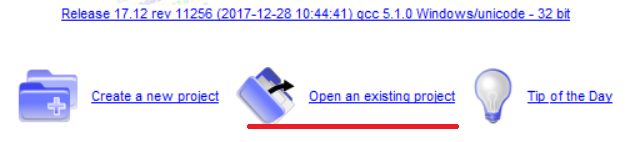 Release 17.12 rev 11256 (2017-12-28 10:44:41) gcc 5.1.0 Windows/unicode - 32 bit
Create a new project Open an existing project Tip of the Day